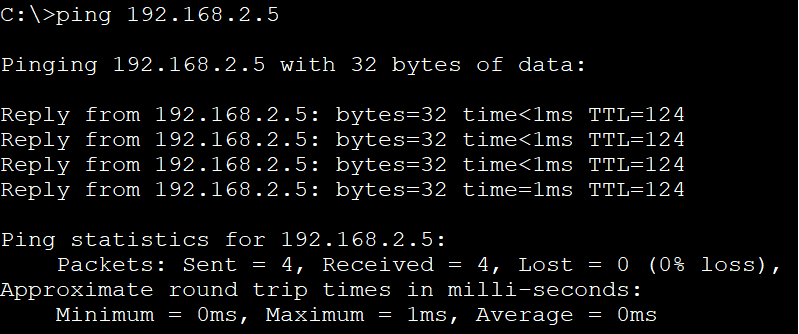 C:\>ping 192.168.2.5
Pinging 192.168.2.5 with 32 bytes of data:
Reply from 192.168.2.5: bytes=32 time<1ms TTL=124
Reply from 192.168.2.5: bytes=32 time<1ms TTL=124
Reply from 192.168.2.5: bytes=32 time<1ms TTL=124
Reply from 192.168.2.5: bytes=32 time=1ms TTL=124
Ping statistics for 192.168.2.5:
    Packets: Sent = 4, Received = 4, Lost = 0 (0% loss),
Approximate round trip times in milli-seconds:
    Minimum = 0ms, Maximum = 1ms, Average = 0ms